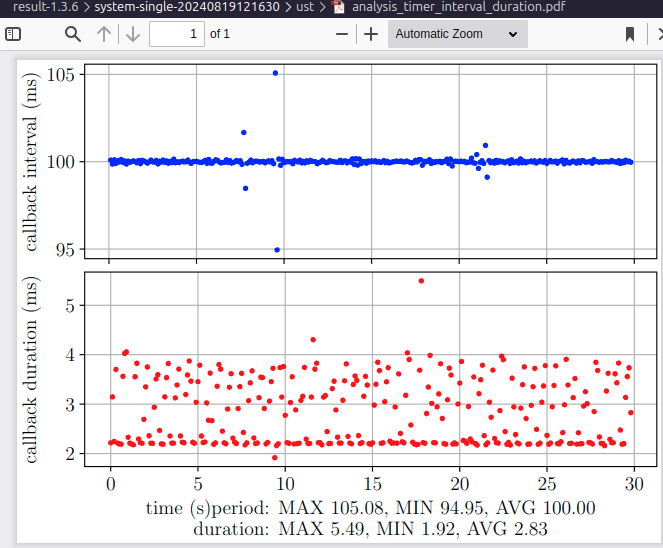 result-1.3.6 > system-single-20240819121630 > ust > analysis_timer_interval_duration.pdf
1 of 1
Automatic Zoom
callback interval (ms)
105
100
95
callback duration (ms)
5
4
3
2
0 5 10 15 20 25 30
time (s)period: MAX 105.08, MIN 94.95, AVG 100.00
duration: MAX 5.49, MIN 1.92, AVG 2.83